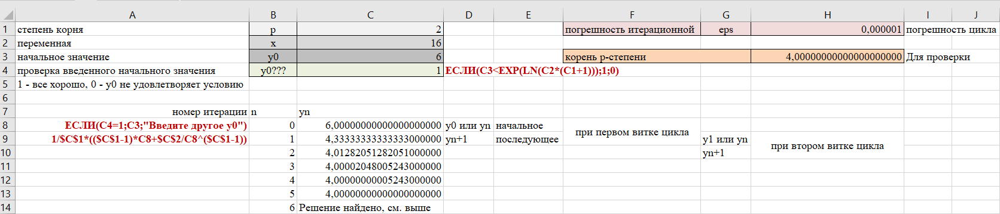 A B C D E F G H I J
1 степень корня p 2 погрешность итерационной eps 0,000001 погрешность цикла
2 переменная x 16
3 начальное значение y0 6 корень p-степени 4,00000000000000000000 Для проверки
4 проверка введенного начального значения y0??? 1 ЕСЛИ(C3<EXP(LN(C2*(C1+1)));1;0)
5 1 - все хорошо, 0 - y0 не удовлетворяет условию
6
7 номер итерации n yn
8 ЕСЛИ(C4=1;C3;"Введите другое y0") 0 6,00000000000000000000 y0 или yn начальное
при первом витке цикла
9 1/$C$1*(($C$1-1)*C8+$C$2/C8^($C$1-1)) 1 4,33333333333333000000 yn+1 последующее y1 или yn
при втором витке цикла
10 2 4,01282051282051000000 yn+1
11 3 4,00002048005243000000
12 4 4,00000000005243000000
13 5 4,00000000000000000000
14 6 Решение найдено, см. выше